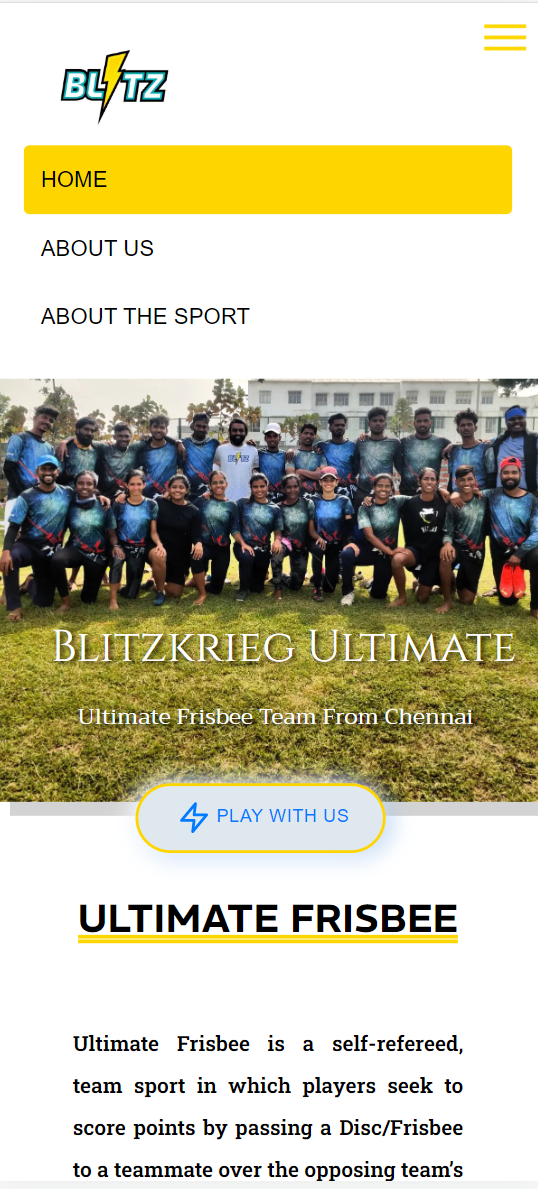 BLITZ
HOME
ABOUT US
ABOUT THE SPORT
BLITZ
Blitzkrieg Ultimate
Ultimate Frisbee Team From Chennai
PLAY WITH US
ULTIMATE FRISBEE
Ultimate Frisbee is a self-refereed,
team sport in which players seek to
score points by passing a Disc/Frisbee
to a teammate over the opposing team’s